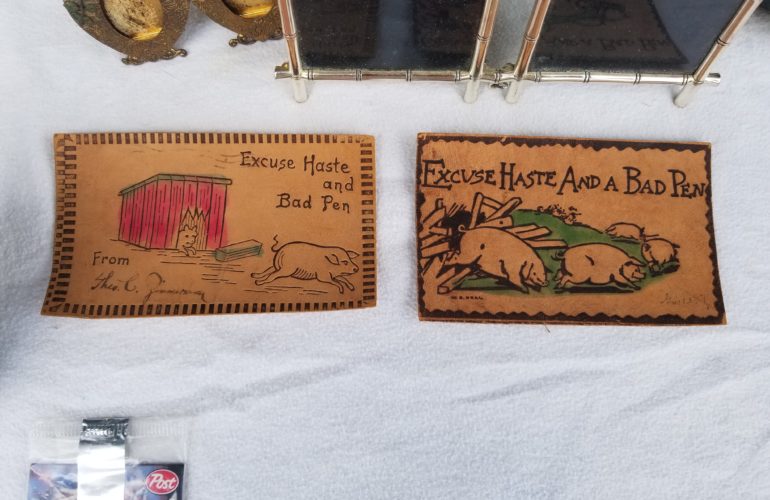 Excuse Haste
and
Bad Pen
From
EXCUSE HASTE AND A BAD PEN
Post